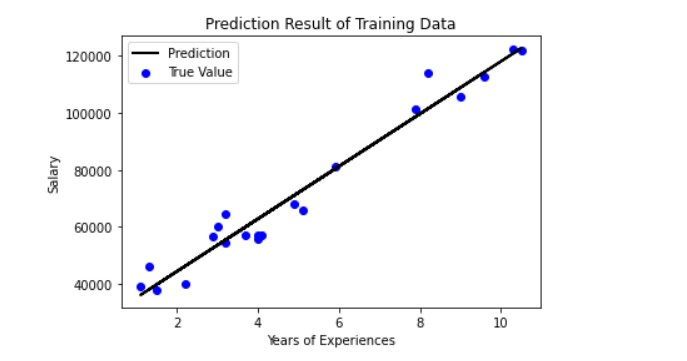 Prediction Result of Training Data
Prediction
True Value
120000
100000
80000
60000
40000
Salary
2 4 6 8 10
Years of Experiences